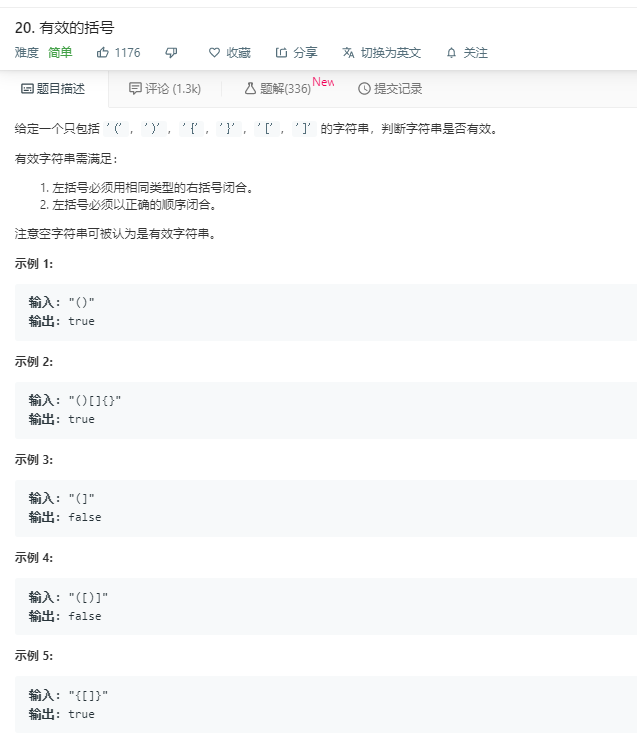 20. 有效的括号
难度 简单 1176 收藏 分享 切换为英文 关注
题目描述 评论 (1.3k) 题解(336) New 提交记录
给定一个只包括 '(', ')', '{', '}', '[', ']' 的字符串，判断字符串是否有效。
有效字符串需满足：
1. 左括号必须用相同类型的右括号闭合。
2. 左括号必须以正确的顺序闭合。
注意空字符串可被认为是有效字符串。
示例 1:
输入: "()"
输出: true
示例 2:
输入: "()[]{}"
输出: true
示例 3:
输入: "(]"
输出: false
示例 4:
输入: "([)]"
输出: false
示例 5:
输入: "{[]}"
输出: true